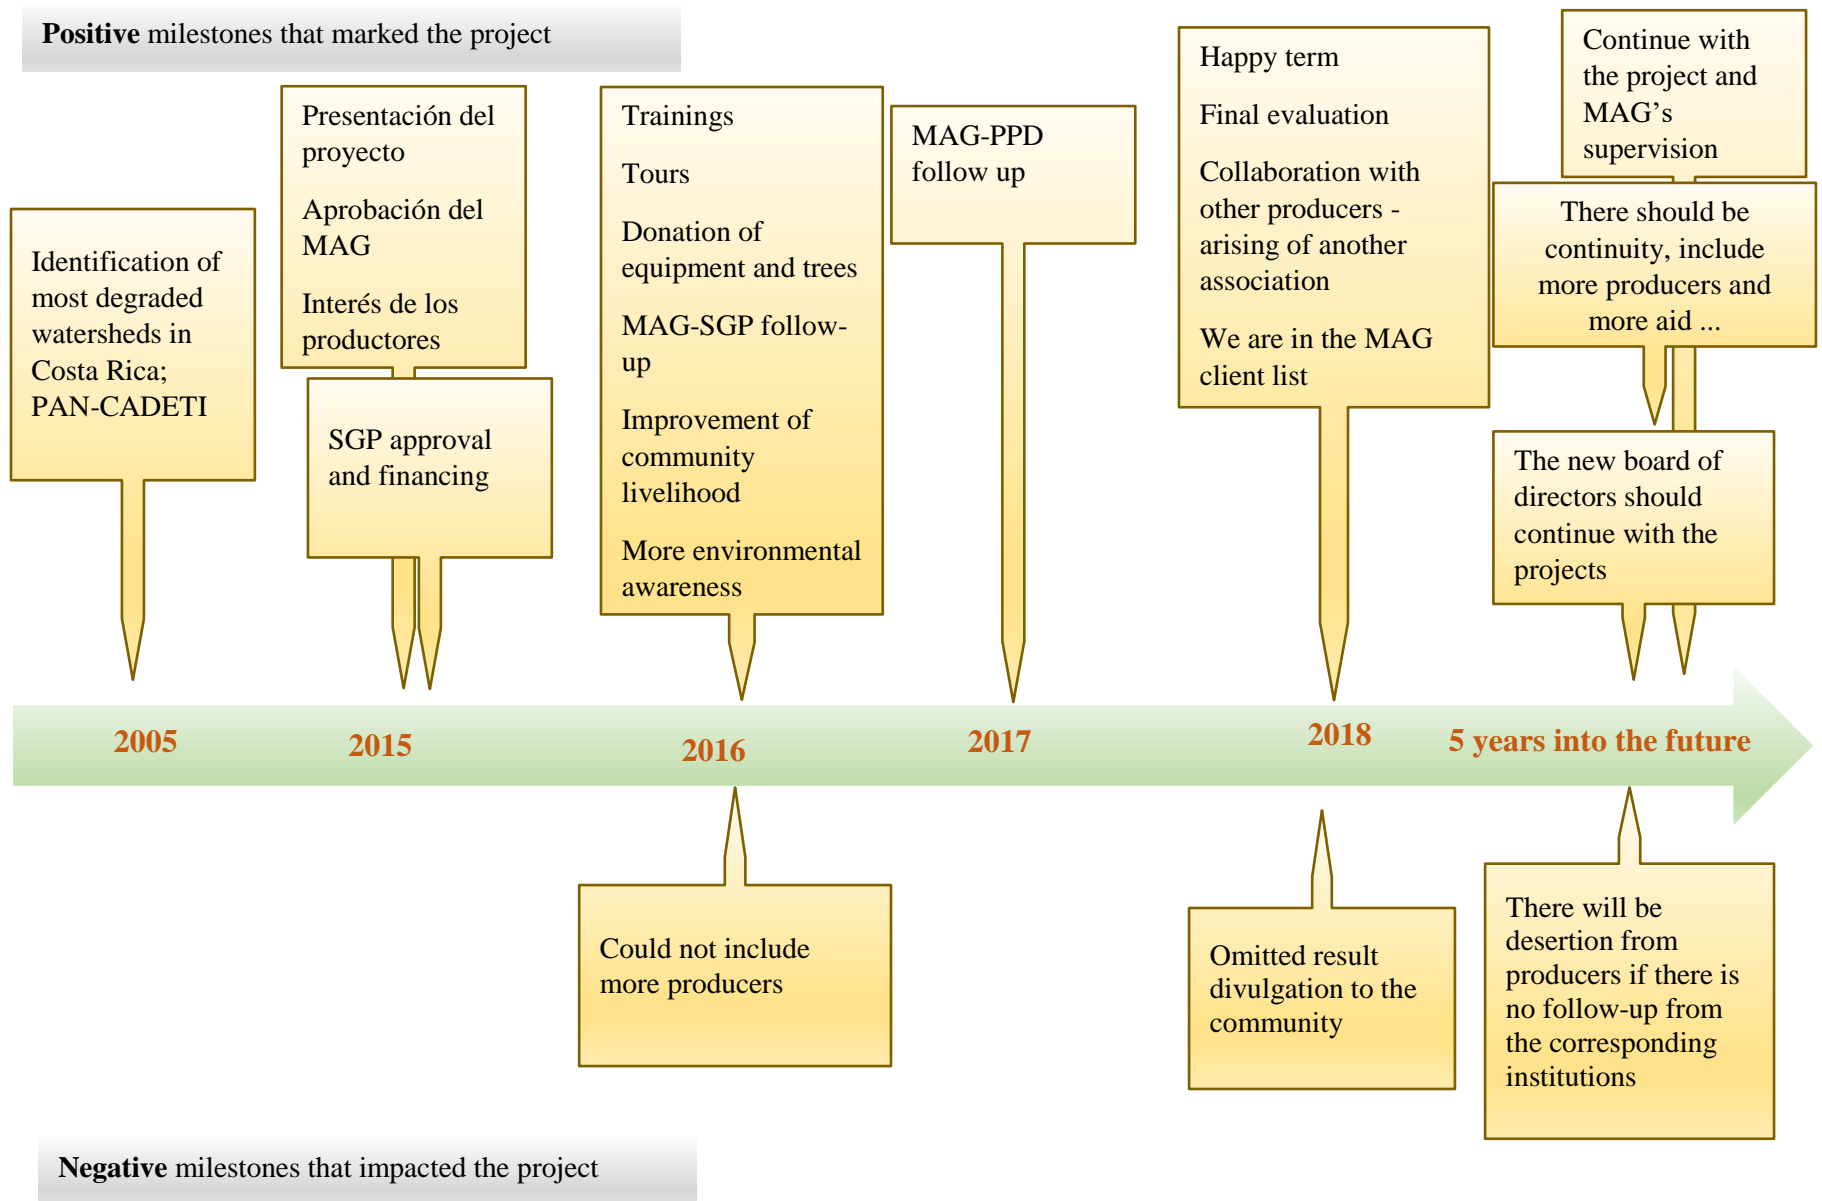 Positive milestones that marked the project
Identification of
most degraded
watersheds in
Costa Rica;
PAN-CADETI
Presentación del
proyecto
Aprobación del
MAG
Interés de los
productores
SGP approval
and financing
Trainings
Tours
Donation of
equipment and trees
MAG-SGP follow-
up
Improvement of
community
livelihood
More environmental
awareness
MAG-PPD
follow up
Happy term
Final evaluation
Collaboration with
other producers -
arising of another
association
We are in the MAG
client list
Continue with
the project and
MAG’s
supervision
There should be
continuity, include
more producers and
more aid ...
The new board of
directors should
continue with the
projects
2005
2015
2016
2017
2018
5 years into the future
Could not include
more producers
Omitted result
divulgation to the
community
There will be
desertion from
producers if there is
no follow-up from
the corresponding
institutions
Negative milestones that impacted the project